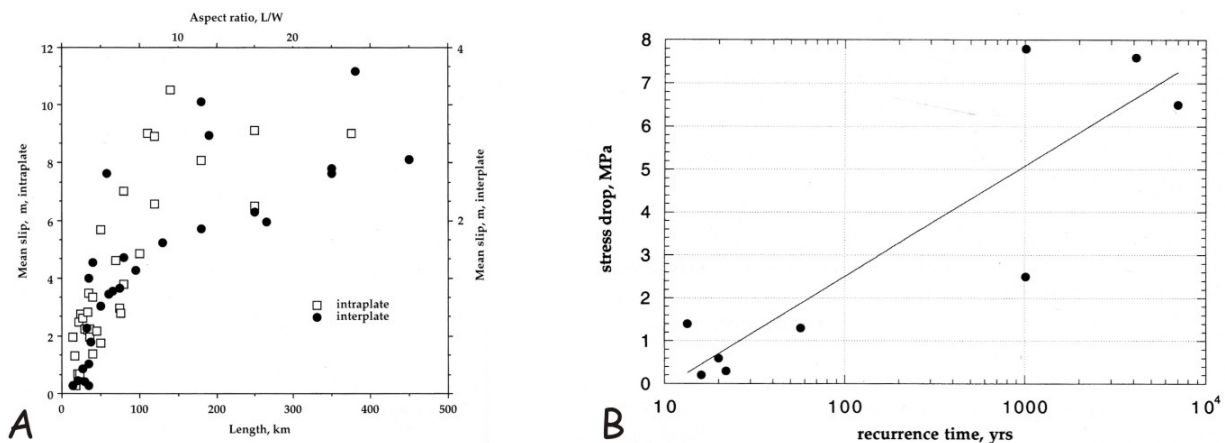 Aspect ratio, L/W
10 20
12
10
8
6
4
2
0
Mean slip, m, intraplate
4
2
Mean slip, m, interplate
intraplate
interplate
0 100 200 300 400 500
Length, km
A
8
7
6
5
4
3
2
1
0
stress drop, MPa
10 100 1000 10⁴
recurrence time, yrs
B